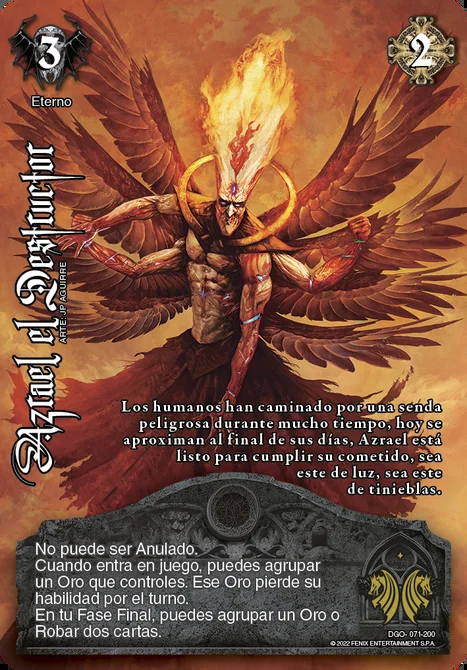 3
2
Eterno
Azrael el Destructor
ARTE: JP AGUIRRE
Los humanos han caminado por una senda
peligrosa durante mucho tiempo, hoy se
aproximan al final de sus días, Azrael está
listo para cumplir su cometido, sea
este de luz, sea este
de tinieblas.
No puede ser Anulado.
Cuando entra en juego, puedes agrupar
un Oro que controles. Ese Oro pierde su
habilidad por el turno.
En tu Fase Final, puedes agrupar un Oro o
Robar dos cartas.
DGO- 071-200
© 2022 FENIX ENTERTAINMENT S.P.A.